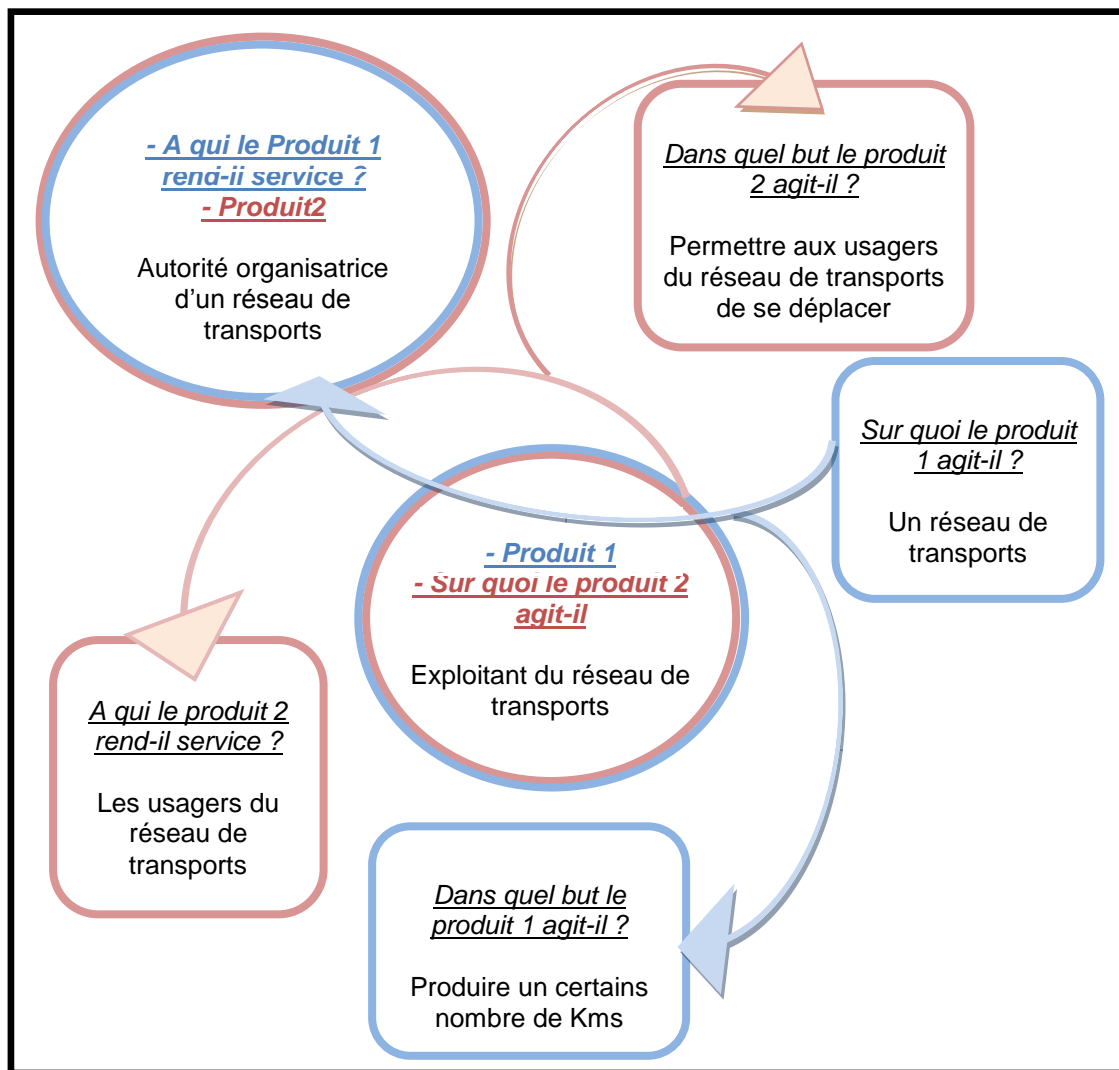 - A qui le Produit 1
rend-il service ?
- Produit2
Autorité organisatrice
d'un réseau de
transports
Dans quel but le produit
2 agit-il ?
Permettre aux usagers
du réseau de transports
de se déplacer
Sur quoi le produit
1 agit-il ?
Un réseau de
transports
- Produit 1
- Sur quoi le produit 2
agit-il
Exploitant du réseau de
transports
A qui le produit 2
rend-il service ?
Les usagers du
réseau de
transports
Dans quel but le
produit 1 agit-il ?
Produire un certains
nombre de Kms